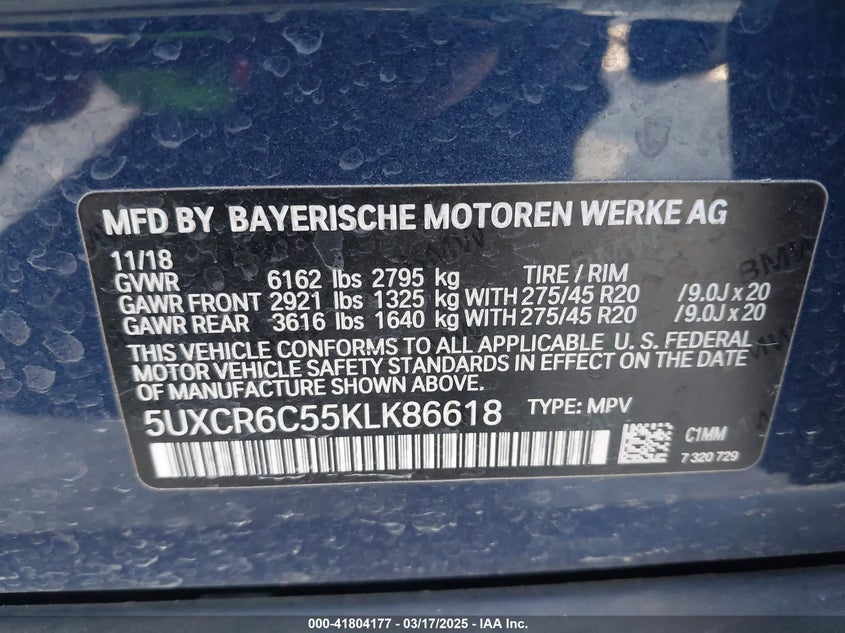 MFD BY BAYERISCHE MOTOREN WERKE AG
11/18
GVWR 6162 lbs 2795 kg TIRE / RIM
GAWR FRONT 2921 lbs 1325 kg WITH 275/45 R20 /9.0J x 20
GAWR REAR 3616 lbs 1640 kg WITH 275/45 R20 /9.0J x 20
THIS VEHICLE CONFORMS TO ALL APPLICABLE U. S. FEDERAL
MOTOR VEHICLE SAFETY STANDARDS IN EFFECT ON THE DATE
OF MANUFACTURE SHOWN ABOVE.
5UXCR6C55KLK86618 TYPE: MPV
C1MM
7 320 729
BMW
000-41804177 - 03/17/2025 - IAA Inc.